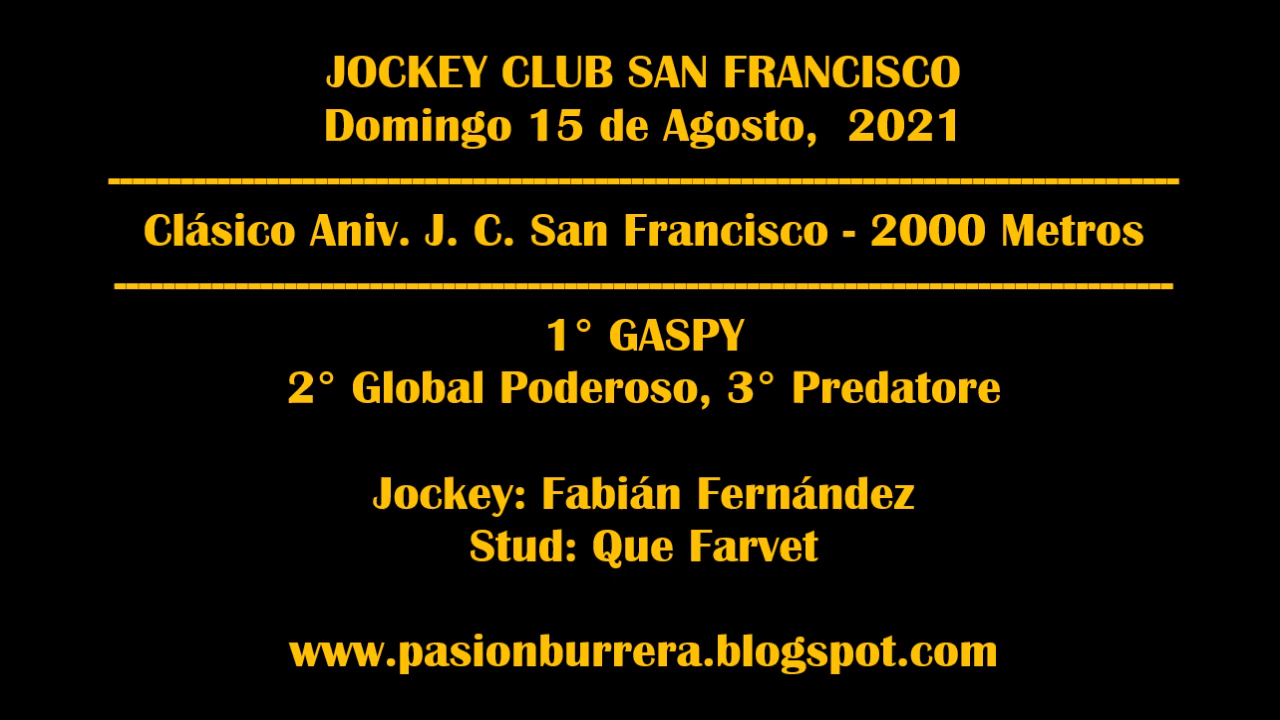 JOCKEY CLUB SAN FRANCISCO
Domingo 15 de Agosto,  2021
Clásico Aniv. J. C. San Francisco - 2000 Metros
1° GASPY
2° Global Poderoso, 3° Predatore
Jockey: Fabián Fernández
Stud: Que Farvet
www.pasionburrera.blogspot.com